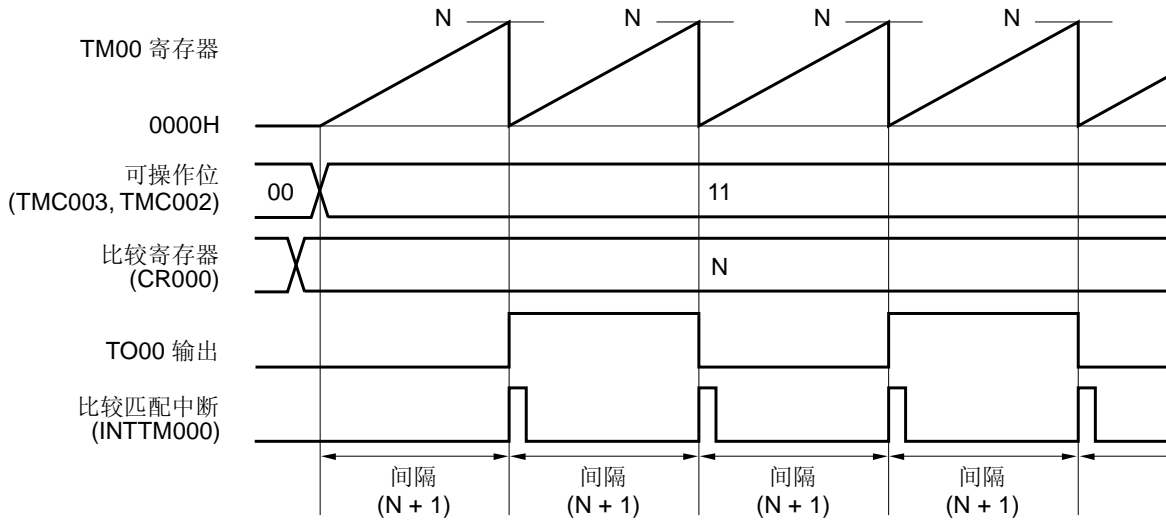 N N N N
TM00 寄存器
0000H
可操作位
(TMC003, TMC002)
00 11
比较寄存器
(CR000)
N
TO00 输出
比较匹配中断
(INTTM000)
间隔 间隔 间隔 间隔
(N + 1) (N + 1) (N + 1) (N + 1)